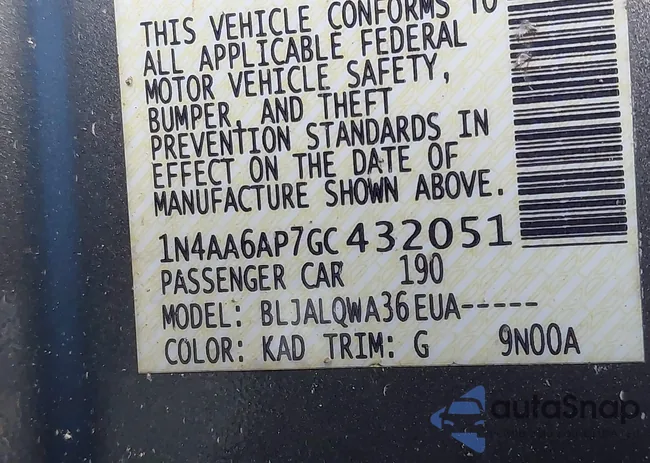 THIS VEHICLE CONFORMS TO
ALL APPLICABLE FEDERAL
MOTOR VEHICLE SAFETY,
BUMPER, AND THEFT
PREVENTION STANDARDS IN
EFFECT ON THE DATE OF
MANUFACTURE SHOWN ABOVE.
1N4AA6AP7GC432051
PASSENGER CAR 190
MODEL: BLJALQWA36EUA-----
COLOR: KAD TRIM: G 9N00A
autaSnap